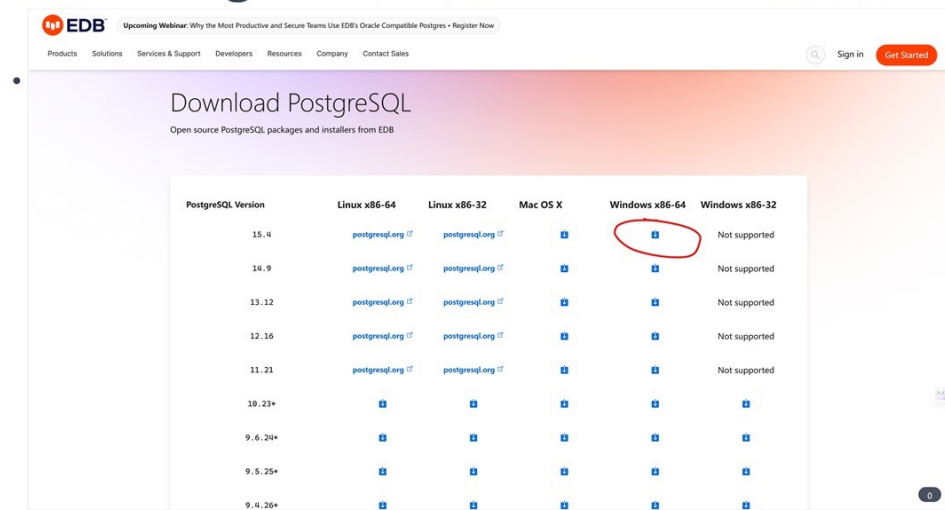 EDB
Upcoming Webinar: Why the Most Productive and Secure Teams Use EDB's Oracle Compatible Postgres • Register Now
Products Solutions Services & Support Developers Resources Company Contact Sales Sign in Get Started
Download PostgreSQL
Open source PostgreSQL packages and installers from EDB
PostgreSQL Version Linux x86-64 Linux x86-32 Mac OS X Windows x86-64 Windows x86-32
15.4 postgresql.org postgresql.org Not supported
14.9 postgresql.org postgresql.org Not supported
13.12 postgresql.org postgresql.org Not supported
12.16 postgresql.org postgresql.org Not supported
11.21 postgresql.org postgresql.org Not supported
10.23*
9.6.24*
9.5.25*
9.4.26*
0